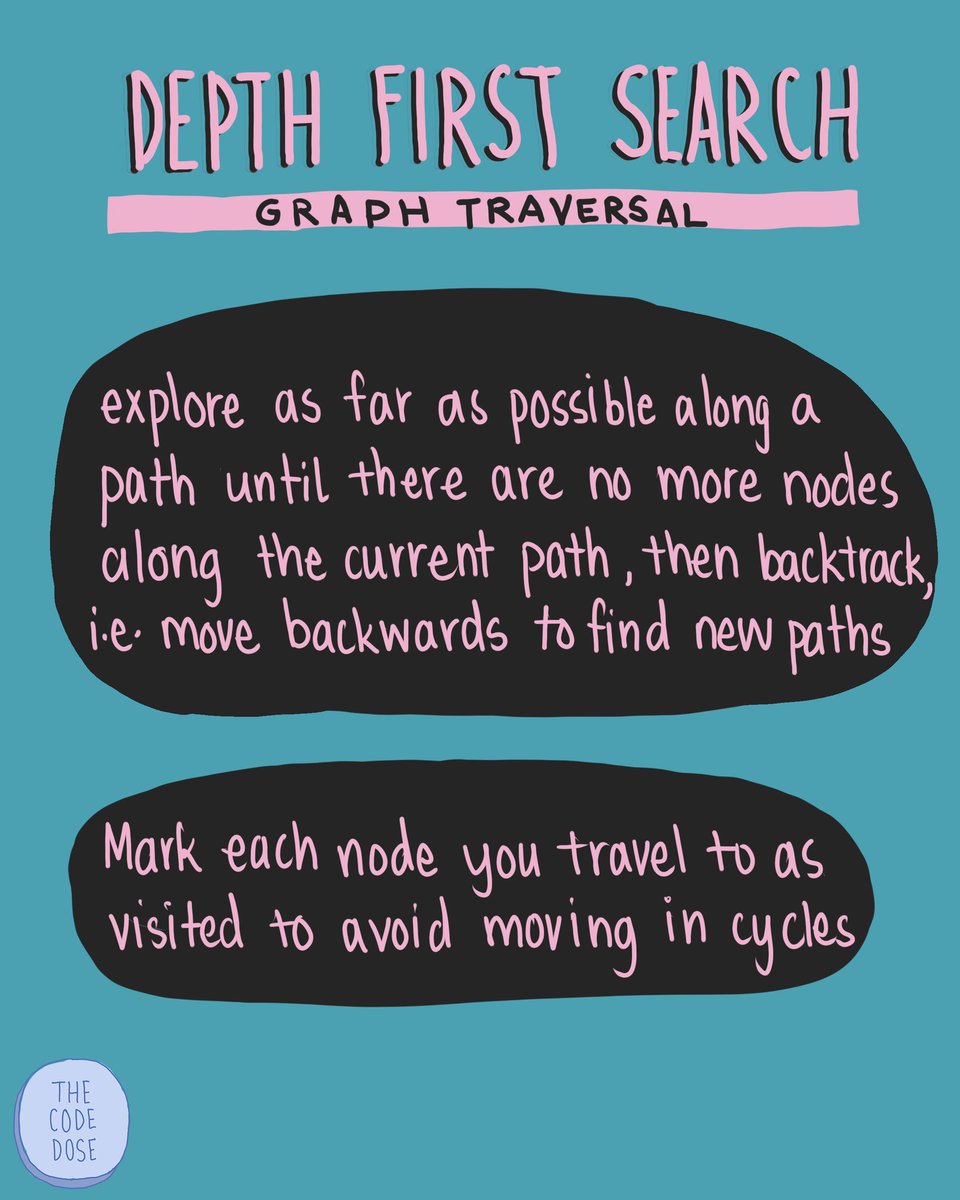 DEPTH FIRST SEARCH
GRAPH TRAVERSAL
explore as far as possible along a
path until there are no more nodes
along the current path, then backtrack,
i.e. move backwards to find new paths
Mark each node you travel to as
visited to avoid moving in cycles
THE
CODE
DOSE